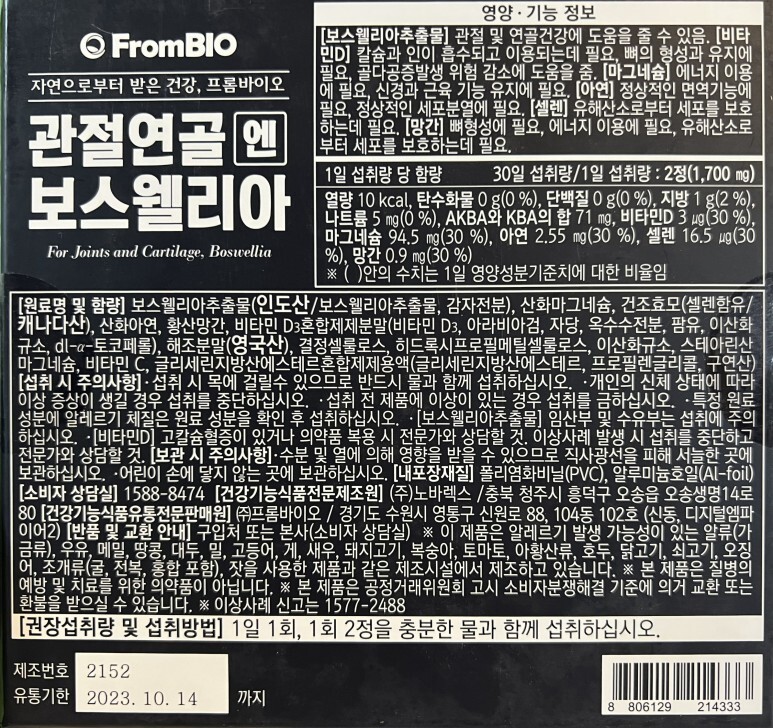 FromBIO
자연으로부터 받은 건강, 프롬바이오
관절연골 엔
보스웰리아
For Joints and Cartilage, Boswellia
영양·기능 정보
[보스웰리아추출물] 관절 및 연골건강에 도움을 줄 수 있음. [비타
민D] 칼슘과 인이 흡수되고 이용되는데 필요, 뼈의 형성과 유지에
필요, 골다공증발생 위험 감소에 도움을 줌. [마그네슘] 에너지 이용
에 필요, 신경과 근육 기능 유지에 필요. [아연] 정상적인 면역기능에
필요, 정상적인 세포분열에 필요. [셀렌] 유해산소로부터 세포를 보호
하는데 필요. [망간] 뼈형성에 필요, 에너지 이용에 필요, 유해산소로
부터 세포를 보호하는데 필요.
1일 섭취량 당 함량 30일 섭취량/1일 섭취량 : 2정(1,700 mg)
열량 10 kcal, 탄수화물 0 g(0 %), 단백질 0 g(0 %), 지방 1 g(2 %),
나트륨 5 mg(0 %), AKBA와 KBA의 합 71 mg, 비타민D 3 μg(30 %),
마그네슘 94.5 mg(30 %), 아연 2.55 mg(30 %), 셀렌 16.5 μg(30
%), 망간 0.9 mg(30 %)
※ ( )안의 수치는 1일 영양성분기준치에 대한 비율임
[원료명 및 함량] 보스웰리아추출물(인도산/보스웰리아추출물, 감자전분), 산화마그네슘, 건조효모(셀렌함유/
캐나다산), 산화아연, 황산망간, 비타민 D₃혼합제제분말(비타민 D₃, 아라비아검, 자당, 옥수수전분, 팜유, 이산화
규소, dl-α-토코페롤), 해조분말(영국산), 결정셀룰로스, 히드록시프로필메틸셀룰로스, 이산화규소, 스테아린산
마그네슘, 비타민 C, 글리세린지방산에스테르혼합제제용액(글리세린지방산에스테르, 프로필렌글리콜, 구연산)
[섭취 시 주의사항] ·섭취 시 목에 걸릴수 있으므로 반드시 물과 함께 섭취하십시오. ·개인의 신체 상태에 따라
이상 증상이 생길 경우 섭취를 중단하십시오. ·섭취 전 제품에 이상이 있는 경우 섭취를 금하십시오. ·특정 원료
성분에 알레르기 체질은 원료 성분을 확인 후 섭취하십시오. ·[보스웰리아추출물] 임산부 및 수유부는 섭취에 주의
하십시오. ·[비타민D] 고칼슘혈증이 있거나 의약품 복용 시 전문가와 상담할 것. 이상사례 발생 시 섭취를 중단하고
전문가와 상담할 것. [보관 시 주의사항] ·수분 및 열에 의해 영향을 받을 수 있으므로 직사광선을 피해 서늘한 곳에
보관하십시오. ·어린이 손에 닿지 않는 곳에 보관하십시오. [내포장재질] 폴리염화비닐(PVC), 알루미늄호일(Al-foil)
[소비자 상담실] 1588-8474 [건강기능식품전문제조원] (주)노바렉스 / 충북 청주시 흥덕구 오송읍 오송생명14로
80 [건강기능식품유통전문판매원] ㈜프롬바이오 / 경기도 수원시 영통구 신원로 88, 104동 102호 (신동, 디지털엠파
이어2) [반품 및 교환 안내] 구입처 또는 본사(소비자 상담실) ※ 이 제품은 알레르기 발생 가능성이 있는 알류(가
금류), 우유, 메밀, 땅콩, 대두, 밀, 고등어, 게, 새우, 돼지고기, 복숭아, 토마토, 아황산류, 호두, 닭고기, 쇠고기, 오징
어, 조개류(굴, 전복, 홍합 포함), 잣을 사용한 제품과 같은 제조시설에서 제조하고 있습니다. ※ 본 제품은 질병의
예방 및 치료를 위한 의약품이 아닙니다. ※ 본 제품은 공정거래위원회 고시 소비자분쟁해결 기준에 의거 교환 또는
환불을 받으실 수 있습니다. ※ 이상사례 신고는 1577-2488
[권장섭취량 및 섭취방법] 1일 1회, 1회 2정을 충분한 물과 함께 섭취하십시오.
제조번호 2152
유통기한 2023. 10. 14 까지
8 806129 214333